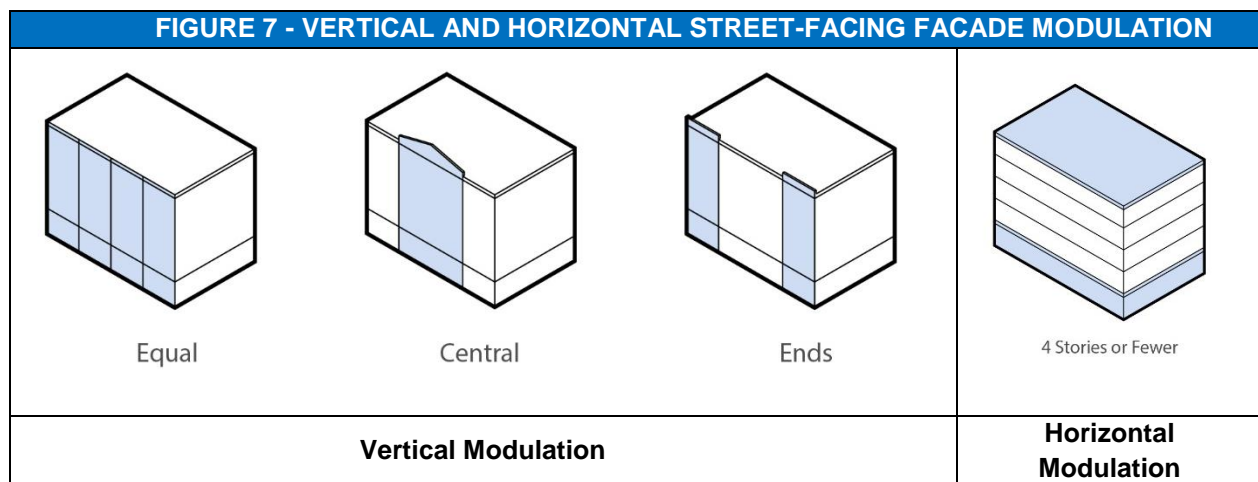 FIGURE 7 - VERTICAL AND HORIZONTAL STREET-FACING FACADE MODULATION
Equal
Central
Ends
4 Stories or Fewer
Vertical Modulation
Horizontal
Modulation